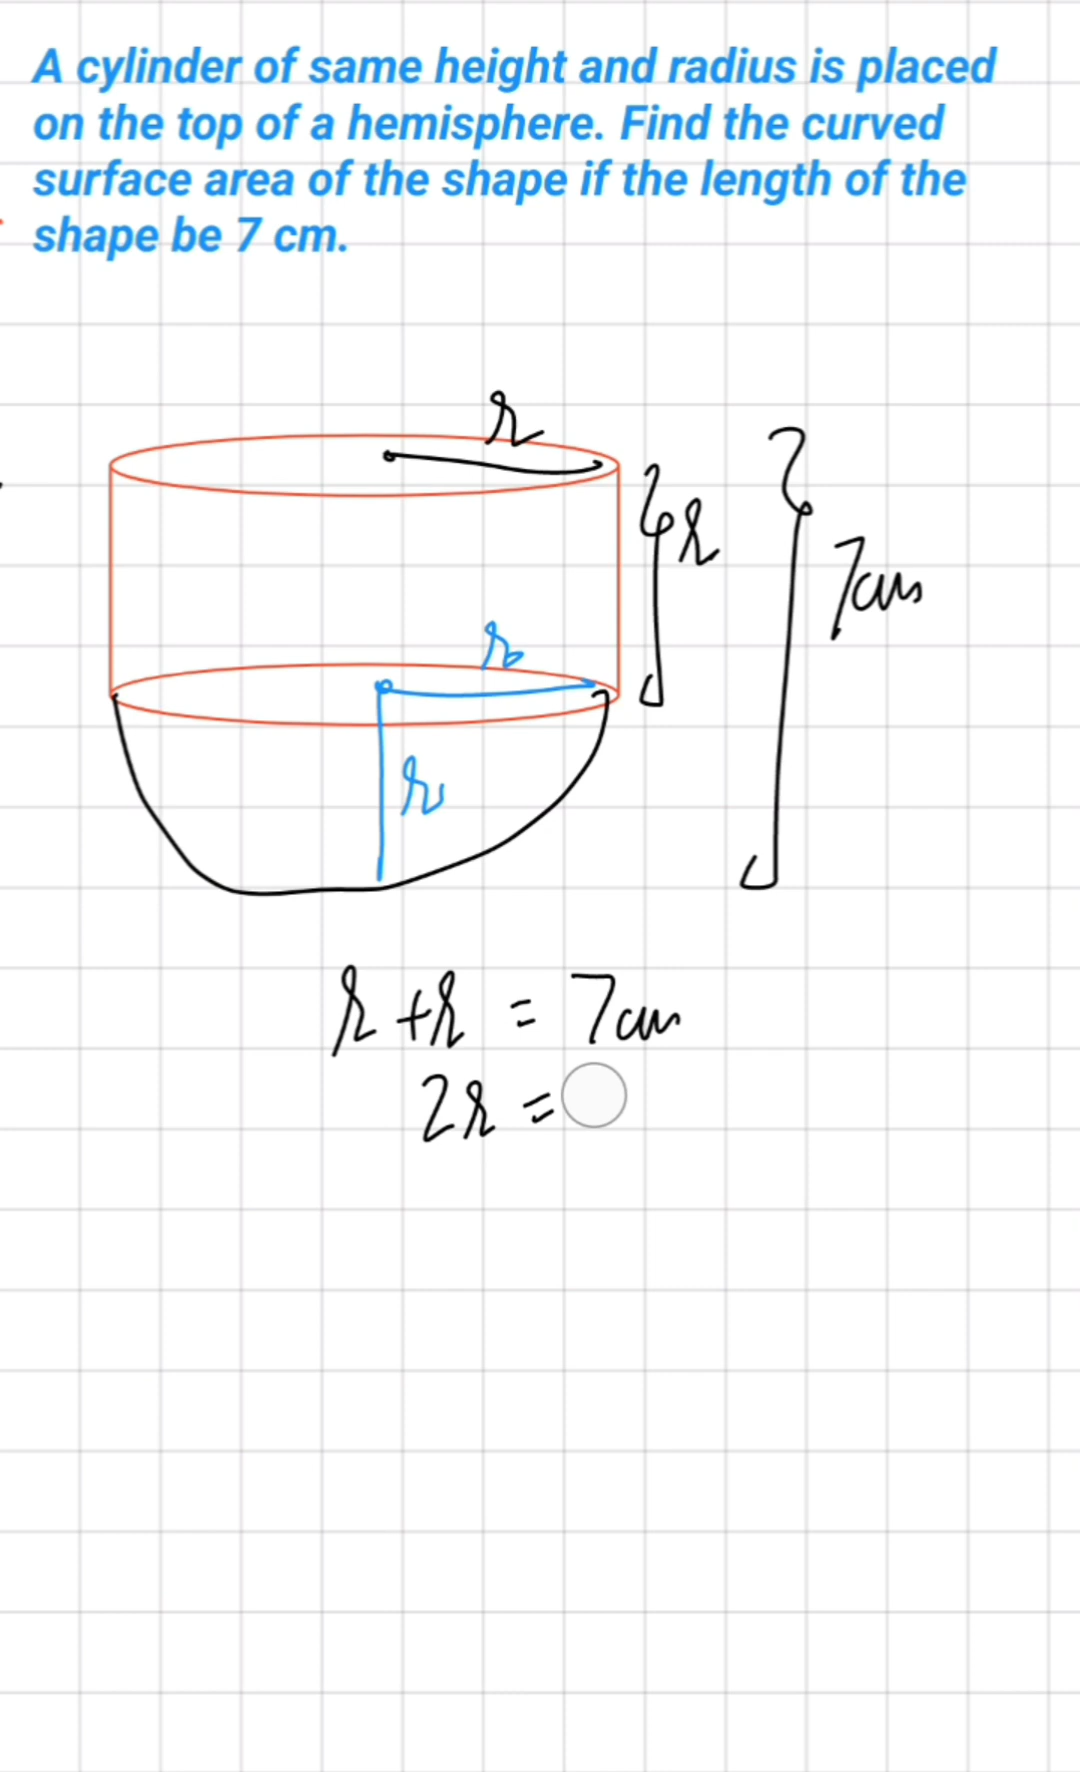 A cylinder of same height and radius is placed
on the top of a hemisphere. Find the curved
surface area of the shape if the length of the
shape be 7 cm.
r
r
7cm
r
r
r + r = 7cm
2r =